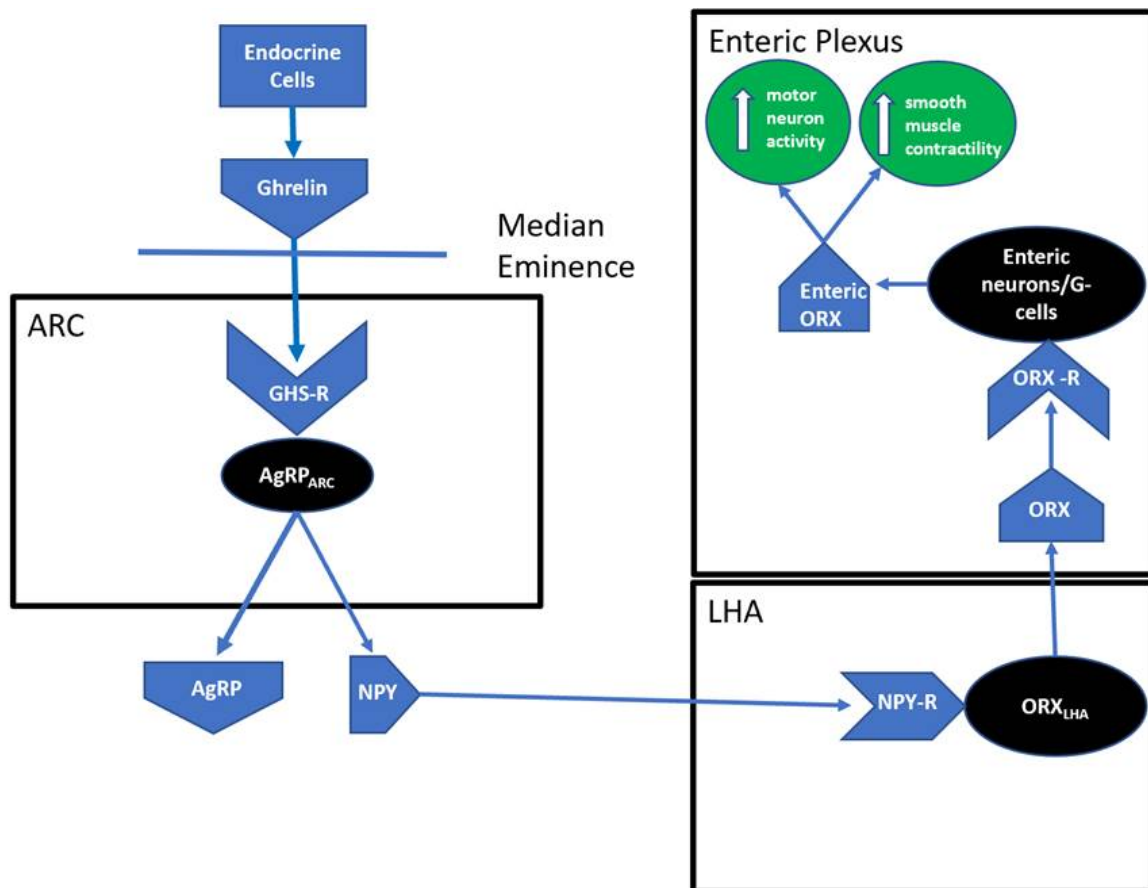 Endocrine
Cells
Ghrelin
Median
Eminence
ARC
GHS-R
AgRPARC
AgRP
NPY
Enteric Plexus
motor
neuron
activity
smooth
muscle
contractility
Enteric
neurons/G-
cells
Enteric
ORX
ORX -R
ORX
LHA
NPY-R
ORXLHA